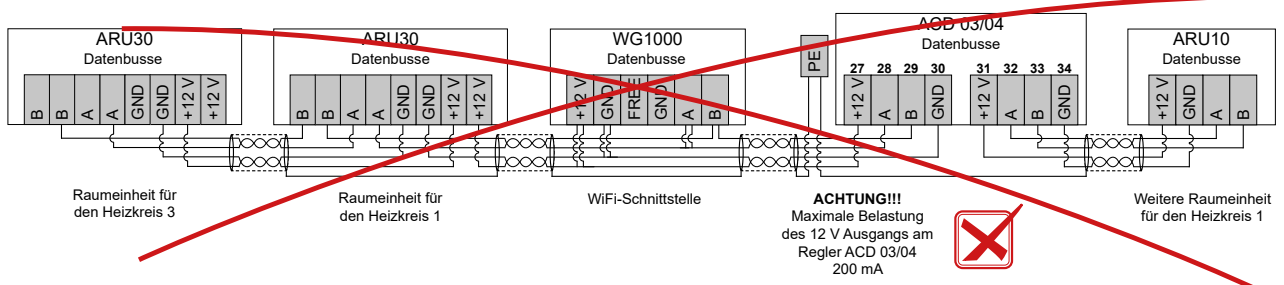 ARU30
Datenbusse
B B A A GND GND +12 V +12 V
Raumeinheit für
den Heizkreis 3
ARU30
Datenbusse
B B A A GND GND +12 V +12 V
Raumeinheit für
den Heizkreis 1
WG1000
Datenbusse
+12 V GND FREE GND A B
WiFi-Schnittstelle
PE
ACD 03/04
Datenbusse
27 28 29 30 31 32 33 34
+12 V A B GND +12 V A B GND
ACHTUNG!!!
Maximale Belastung
des 12 V Ausgangs am
Regler ACD 03/04
200 mA
ARU10
Datenbusse
+12 V GND A B
Weitere Raumeinheit
für den Heizkreis 1